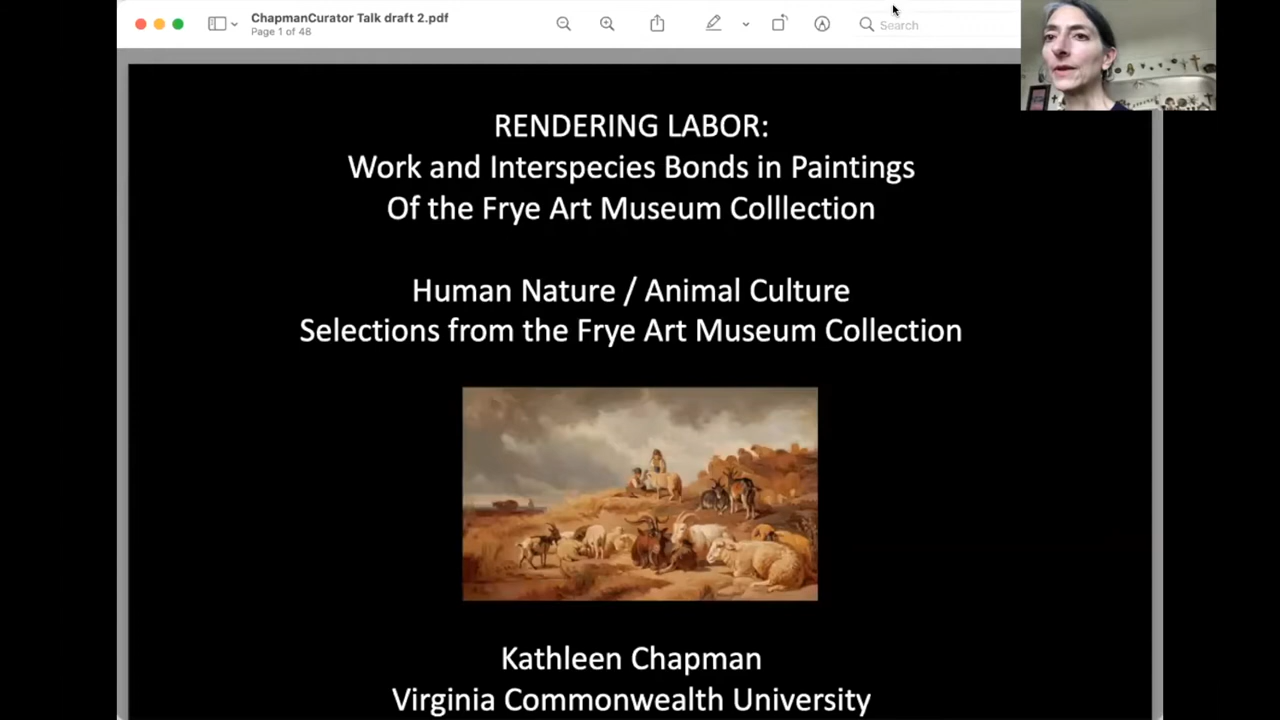 ChapmanCurator Talk draft 2.pdf
Page 1 of 48
Search
RENDERING LABOR:
Work and Interspecies Bonds in Paintings
Of the Frye Art Museum Colllection
Human Nature / Animal Culture
Selections from the Frye Art Museum Collection
Kathleen Chapman
Virginia Commonwealth University